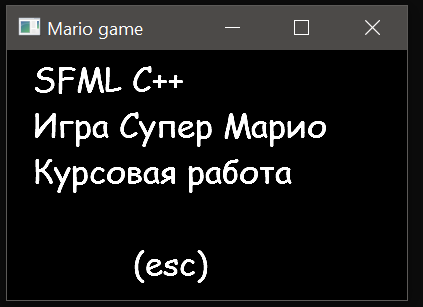 Mario game
SFML C++
Игра Супер Марио
Курсовая работа
(esc)